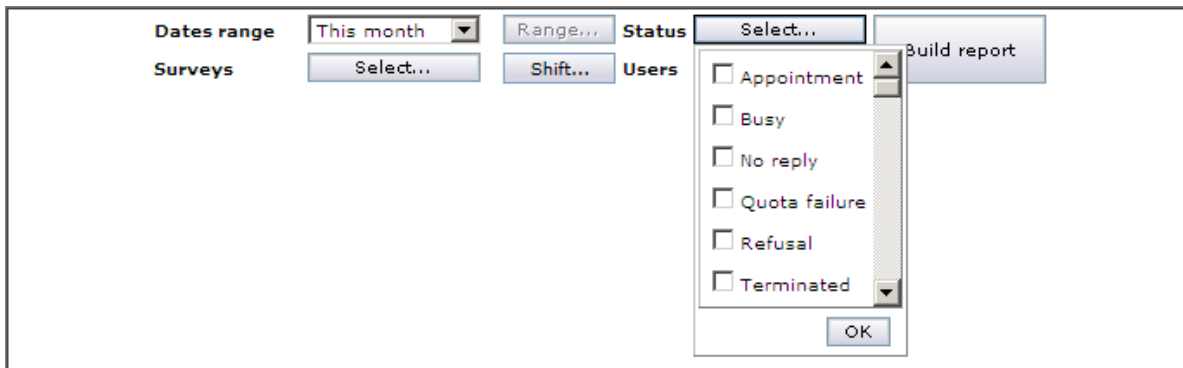 Dates range This month Range... Status Select... Build report
Surveys Select... Shift... Users
Appointment
Busy
No reply
Quota failure
Refusal
Terminated
OK